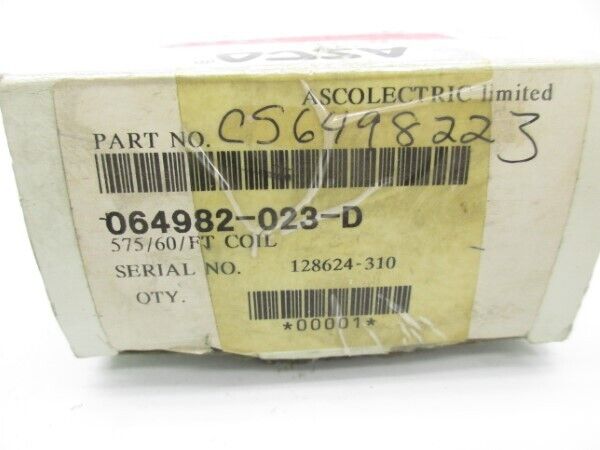 ASCO
ASCOLECTRIC limited
PART NO. CS6498223
064982-023-D
575/60/FT COIL
SERIAL NO. 128624-310
QTY.
*00001*